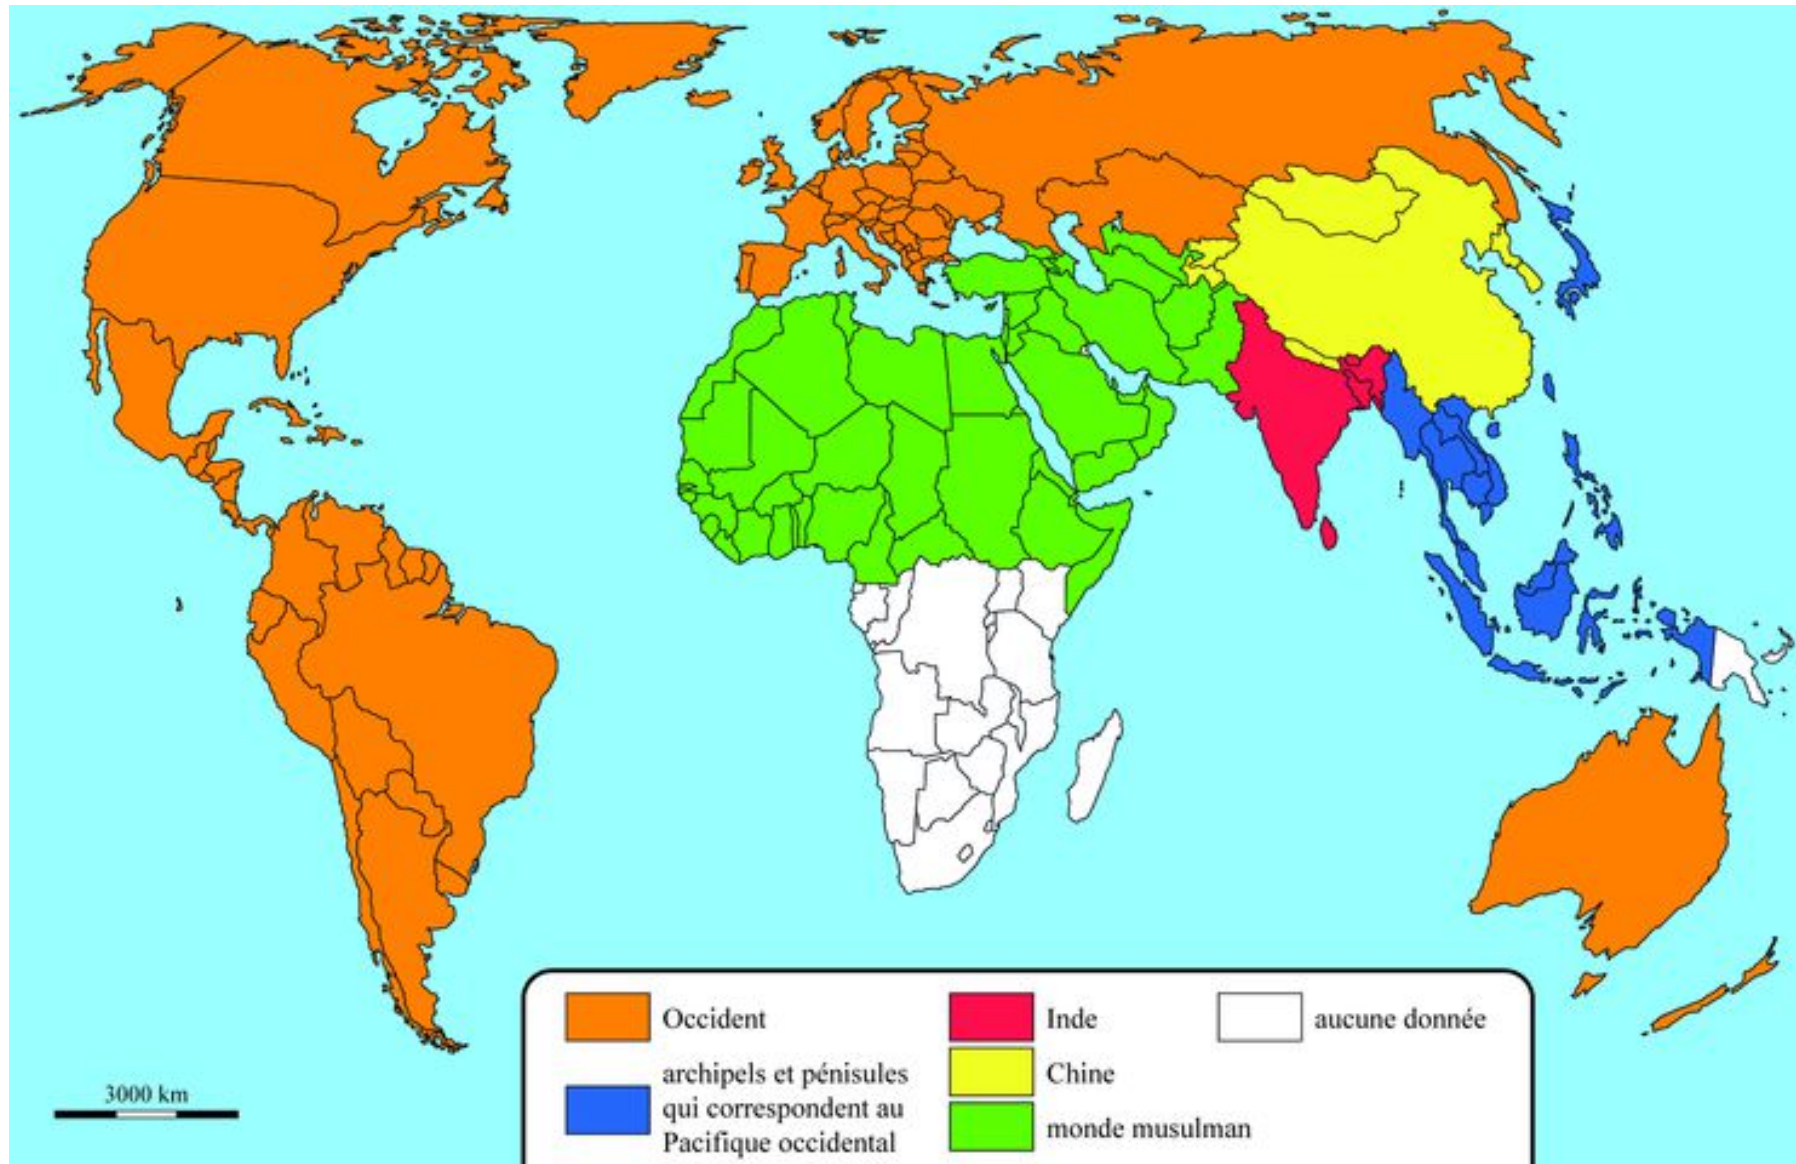 3000 km
Occident
archipels et pénisules
qui correspondent au
Pacifique occidental
Inde
Chine
monde musulman
aucune donnée